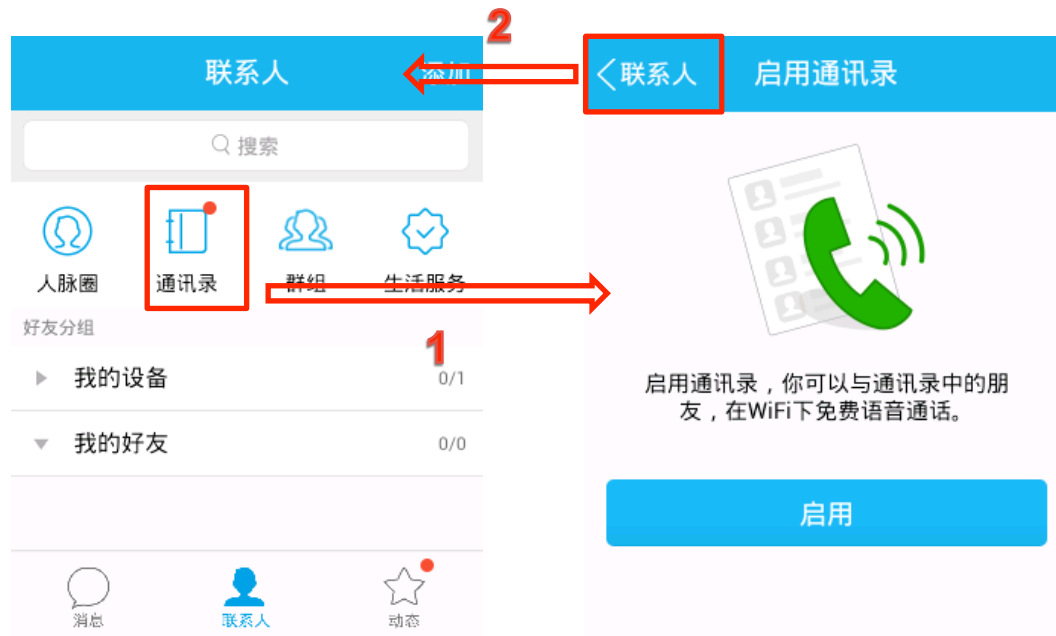 2
联系人
添加
搜索
人脉圈
通讯录
群组
生活服务
好友分组
1
我的设备
0/1
我的好友
0/0
消息
联系人
动态
联系人
启用通讯录
启用通讯录，你可以与通讯录中的朋
友，在WiFi下免费语音通话。
启用